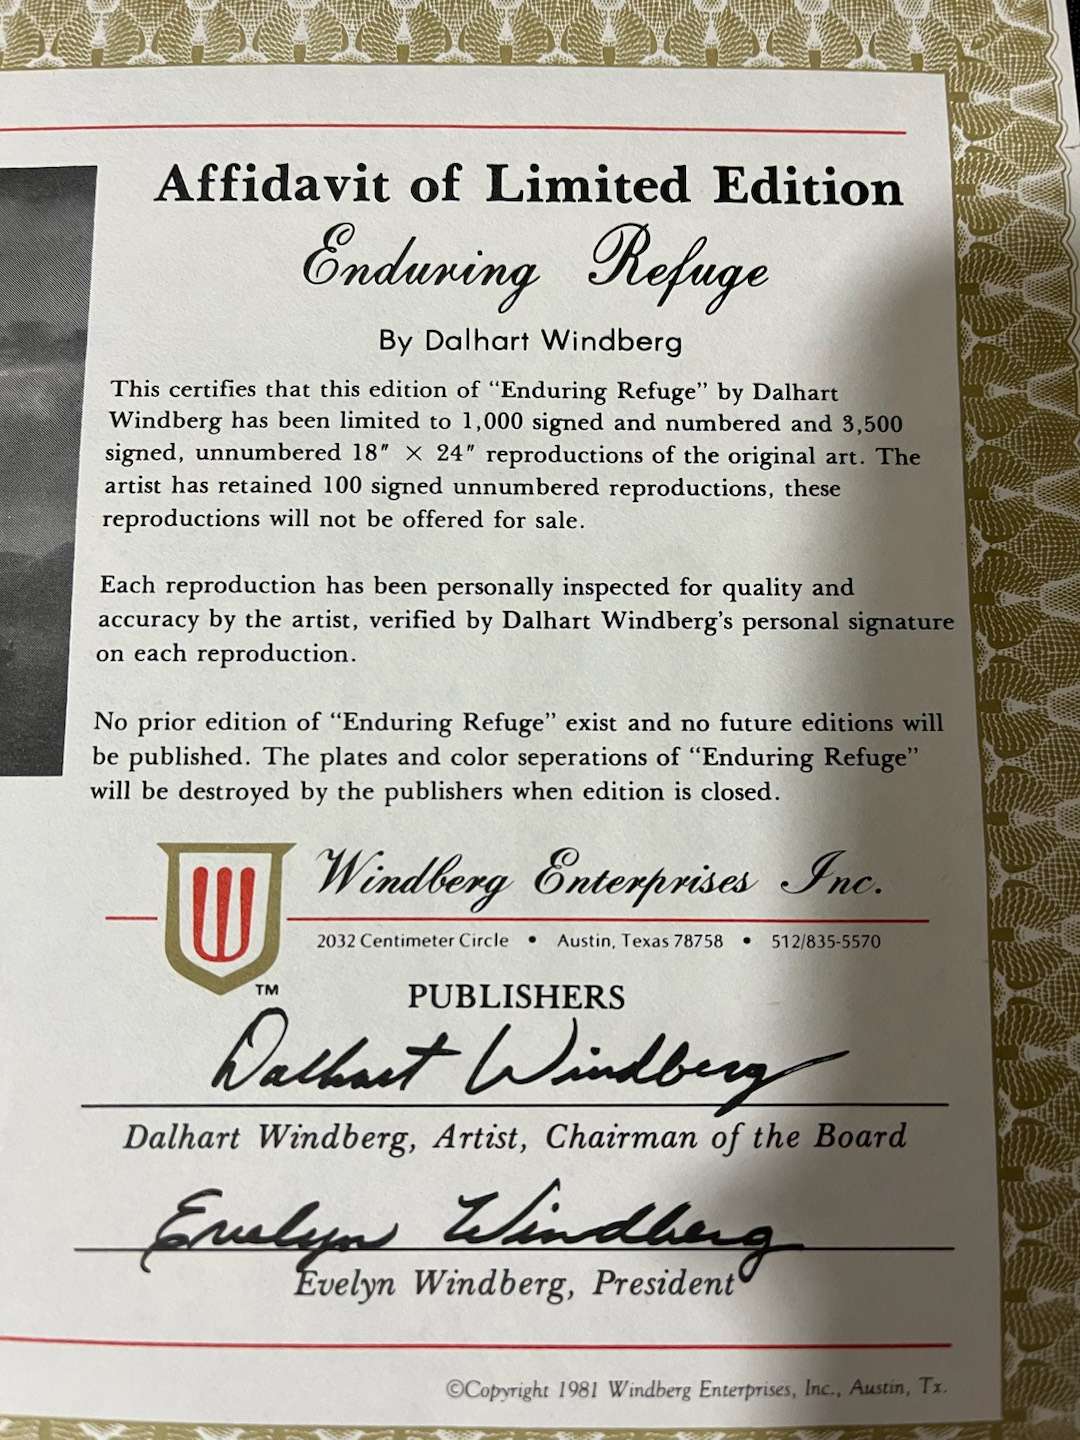 Affidavit of Limited Edition
Enduring Refuge
By Dalhart Windberg
This certifies that this edition of “Enduring Refuge” by Dalhart
Windberg has been limited to 1,000 signed and numbered and 3,500
signed, unnumbered 18″ × 24″ reproductions of the original art. The
artist has retained 100 signed unnumbered reproductions, these
reproductions will not be offered for sale.
Each reproduction has been personally inspected for quality and
accuracy by the artist, verified by Dalhart Windberg’s personal signature
on each reproduction.
No prior edition of “Enduring Refuge” exist and no future editions will
be published. The plates and color seperations of “Enduring Refuge”
will be destroyed by the publishers when edition is closed.
W
TM
Windberg Enterprises Inc.
2032 Centimeter Circle • Austin, Texas 78758 • 512/835-5570
PUBLISHERS
Dalhart Windberg
Dalhart Windberg, Artist, Chairman of the Board
Evelyn Windberg
Evelyn Windberg, President
©Copyright 1981 Windberg Enterprises, Inc., Austin, Tx.